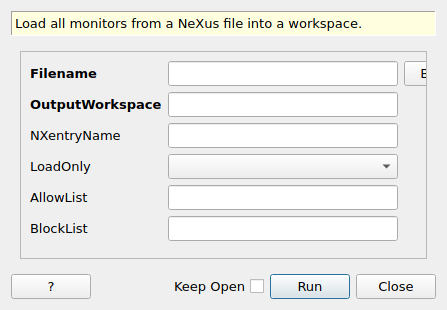 Load all monitors from a NeXus file into a workspace.
Filename
OutputWorkspace
NXentryName
LoadOnly
AllowList
BlockList
? Keep Open Run Close